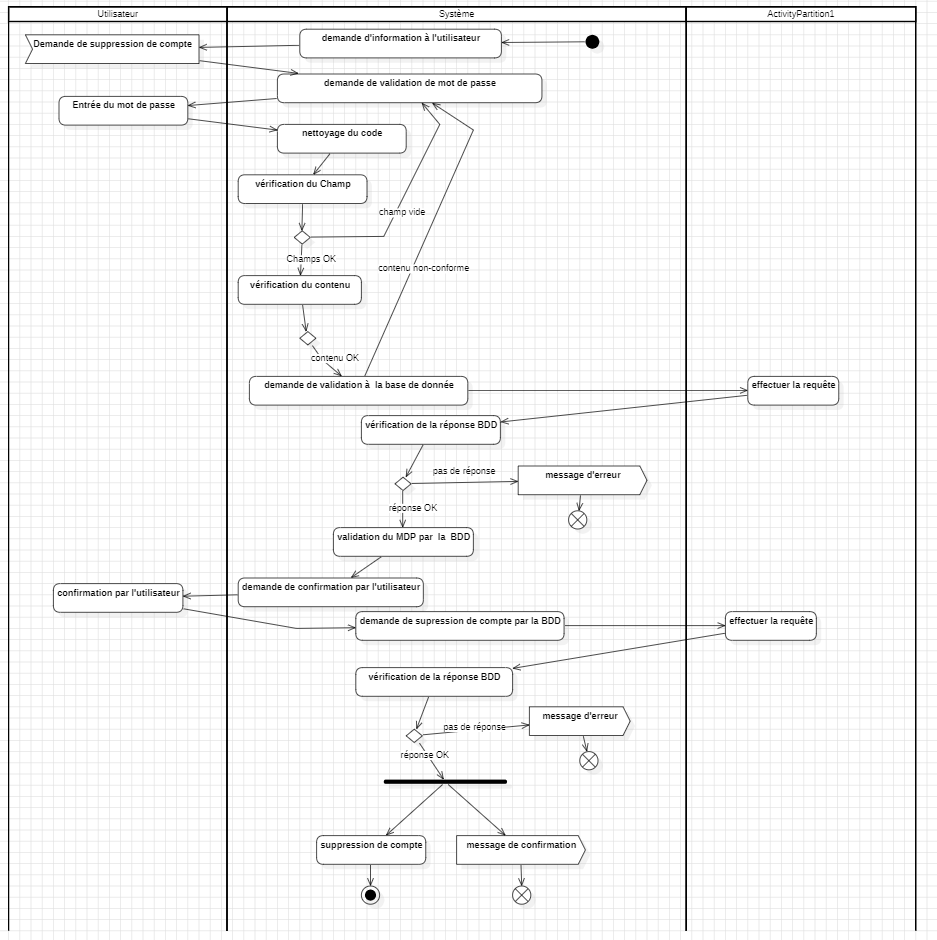 Utilisateur
Système
ActivityPartition1
demande d'information à l'utilisateur
Demande de suppression de compte
demande de validation de mot de passe
Entrée du mot de passe
nettoyage du code
vérification du Champ
champ vide
Champs OK
contenu non-conforme
vérification du contenu
contenu OK
demande de validation à la base de donnée
effectuer la requête
vérification de la réponse BDD
pas de réponse
message d'erreur
réponse OK
validation du MDP par la BDD
demande de confirmation par l'utilisateur
confirmation par l'utilisateur
demande de supression de compte par la BDD
effectuer la requête
vérification de la réponse BDD
message d'erreur
pas de réponse
réponse OK
suppression de compte
message de confirmation